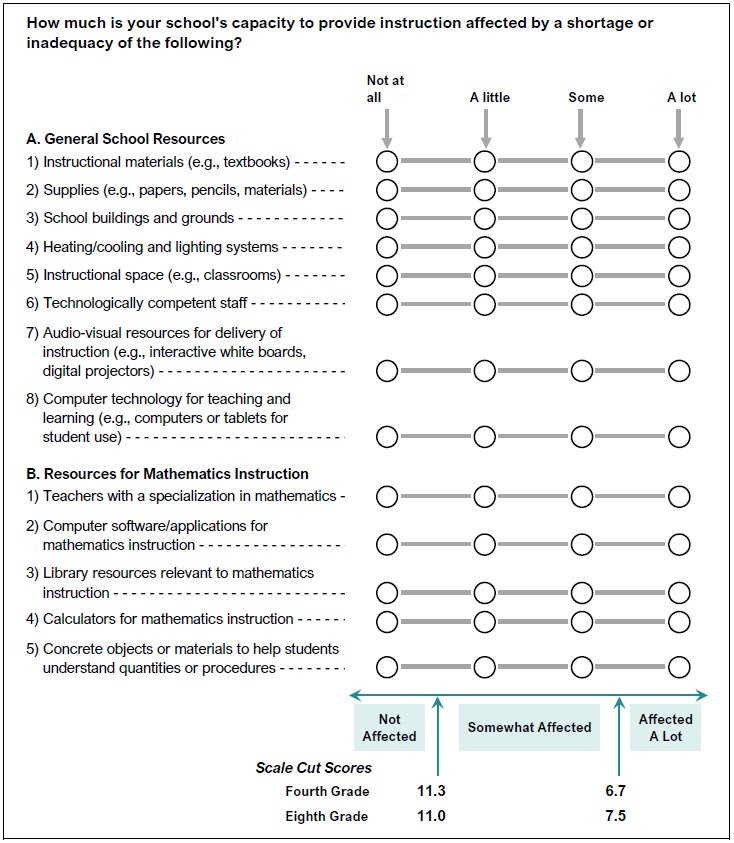 How much is your school's capacity to provide instruction affected by a shortage or
inadequacy of the following?
Not at
all
A little
Some
A lot
A. General School Resources
1) Instructional materials (e.g., textbooks) - - - - - -
2) Supplies (e.g., papers, pencils, materials) - - - -
3) School buildings and grounds - - - - - - - - - - - -
4) Heating/cooling and lighting systems - - - - - - -
5) Instructional space (e.g., classrooms) - - - - - - -
6) Technologically competent staff - - - - - - - - - - -
7) Audio-visual resources for delivery of
instruction (e.g., interactive white boards,
digital projectors) - - - - - - - - - - - - - - - - - - - - -
8) Computer technology for teaching and
learning (e.g., computers or tablets for
student use) - - - - - - - - - - - - - - - - - - - - - - - -
B. Resources for Mathematics Instruction
1) Teachers with a specialization in mathematics -
2) Computer software/applications for
mathematics instruction - - - - - - - - - - - - - - - -
3) Library resources relevant to mathematics
instruction - - - - - - - - - - - - - - - - - - - - - - - - - -
4) Calculators for mathematics instruction - - - - - -
5) Concrete objects or materials to help students
understand quantities or procedures - - - - - - -
Not
Affected
Somewhat Affected
Affected
A Lot
Scale Cut Scores
Fourth Grade 11.3 6.7
Eighth Grade 11.0 7.5